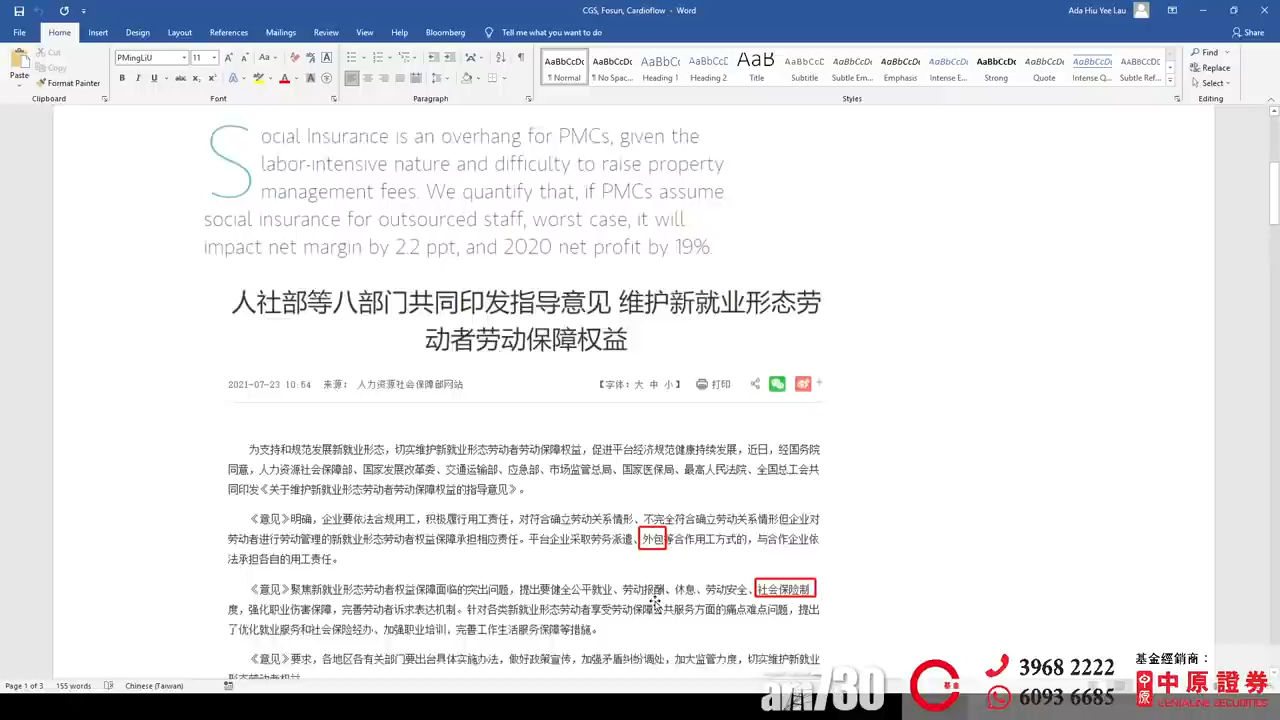 CGS, Fosun, Cardioflow - Word
Ada Hiu Yee Lau
File Home Insert Design Layout References Mailings Review View Help Bloomberg Tell me what you want to do Share
Paste
Cut
Copy
Format Painter
PMingLiU 11
AaBbCcDc AaBbCcDc AaBbCc AaBbCcC AaB AaBbCcD AaBbCcDc AaBbCcDc AaBbCcDc AaBbCcDc AaBbCcDc AaBbCcDc AaBbCcDc
¶ Normal ¶ No Spac... Heading 1 Heading 2 Title Subtitle Subtle Em... Emphasis Intense E... Strong Quote Intense Q... Subtle Ref...
Find
Replace
Select
Clipboard Font Paragraph Styles Editing
Social Insurance is an overhang for PMCs, given the
labor-intensive nature and difficulty to raise property
management fees. We quantify that, if PMCs assume
social insurance for outsourced staff, worst case, it will
impact net margin by 2.2 ppt, and 2020 net profit by 19%.
人社部等八部门共同印发指导意见 维护新就业形态劳
动者劳动保障权益
2021-07-23 10:54 来源： 人力资源社会保障部网站 【字体：大 中 小】 打印
为支持和规范发展新就业形态，切实维护新就业形态劳动者劳动保障权益，促进平台经济规范健康持续发展，近日，经国务院
同意，人力资源社会保障部、国家发展改革委、交通运输部、应急部、市场监管总局、国家医保局、最高人民法院、全国总工会共
同印发《关于维护新就业形态劳动者劳动保障权益的指导意见》。
《意见》明确，企业要依法合规用工，积极履行用工责任，对符合确立劳动关系情形、不完全符合确立劳动关系情形但企业对
劳动者进行劳动管理的新就业形态劳动者权益保障承担相应责任。平台企业采取劳务派遣、外包等合作用工方式的，与合作企业依
法承担各自的用工责任。
《意见》聚焦新就业形态劳动者权益保障面临的突出问题，提出要健全公平就业、劳动报酬、休息、劳动安全、社会保险制
度，强化职业伤害保障，完善劳动者诉求表达机制。针对各类新就业形态劳动者享受劳动保障公共服务方面的痛点难点问题，提出
了优化就业服务和社会保险经办、加强职业培训，完善工作生活服务保障等措施。
《意见》要求，各地区各有关部门要出台具体实施办法，做好政策宣传，加强矛盾纠纷调处，加大监管力度，切实维护新就业
形态劳动者权益
Page 1 of 3 155 words Chinese (Taiwan)
am730
基金
3968 2222
6093 6685
基金經銷商：
中原
中原證券
CENTALINE SECURITIES